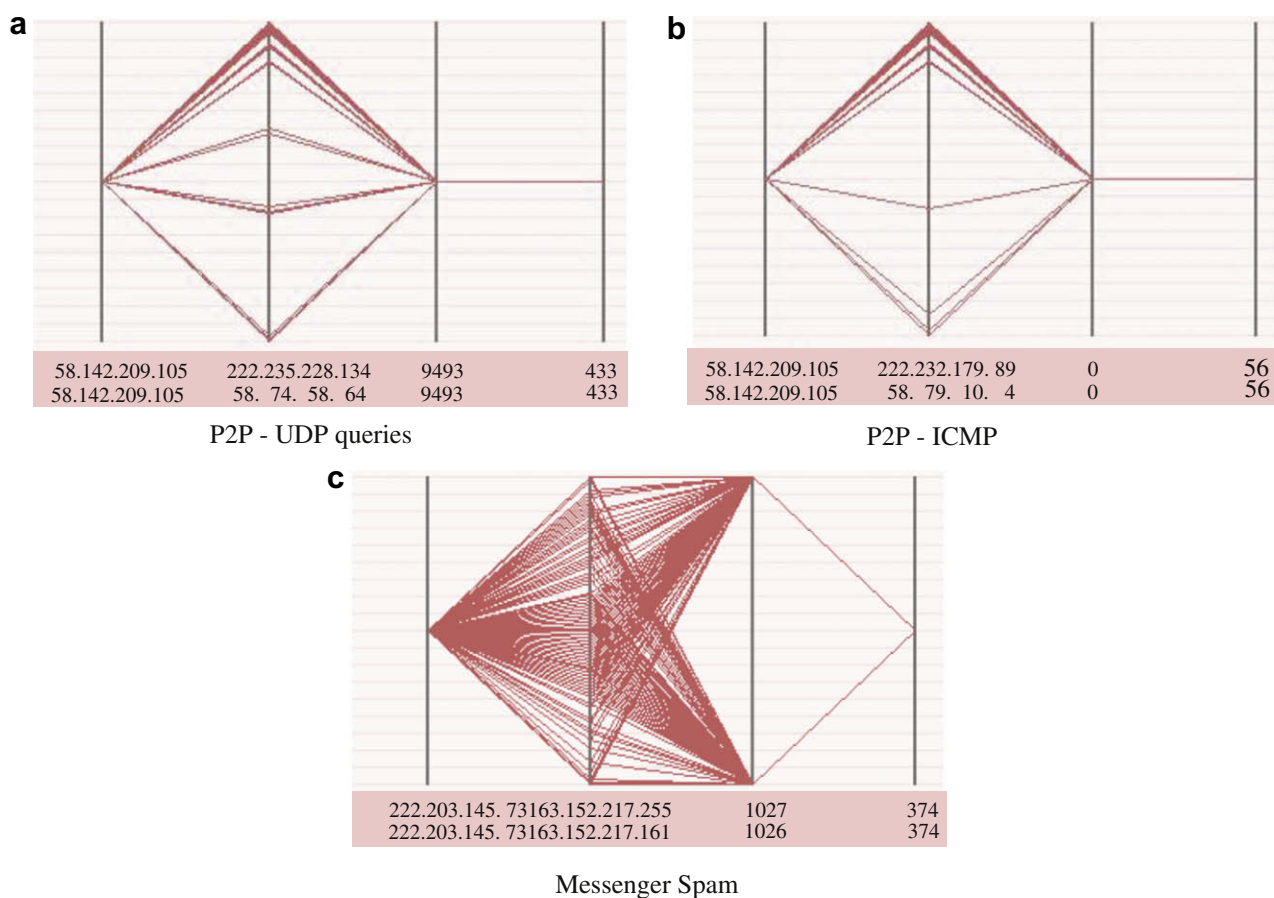 a
58.142.209.105 222.235.228.134 9493 433
58.142.209.105 58. 74. 58. 64 9493 433
P2P - UDP queries
b
58.142.209.105 222.232.179. 89 0 56
58.142.209.105 58. 79. 10. 4 0 56
P2P - ICMP
c
222.203.145. 73163.152.217.255 1027 374
222.203.145. 73163.152.217.161 1026 374
Messenger Spam